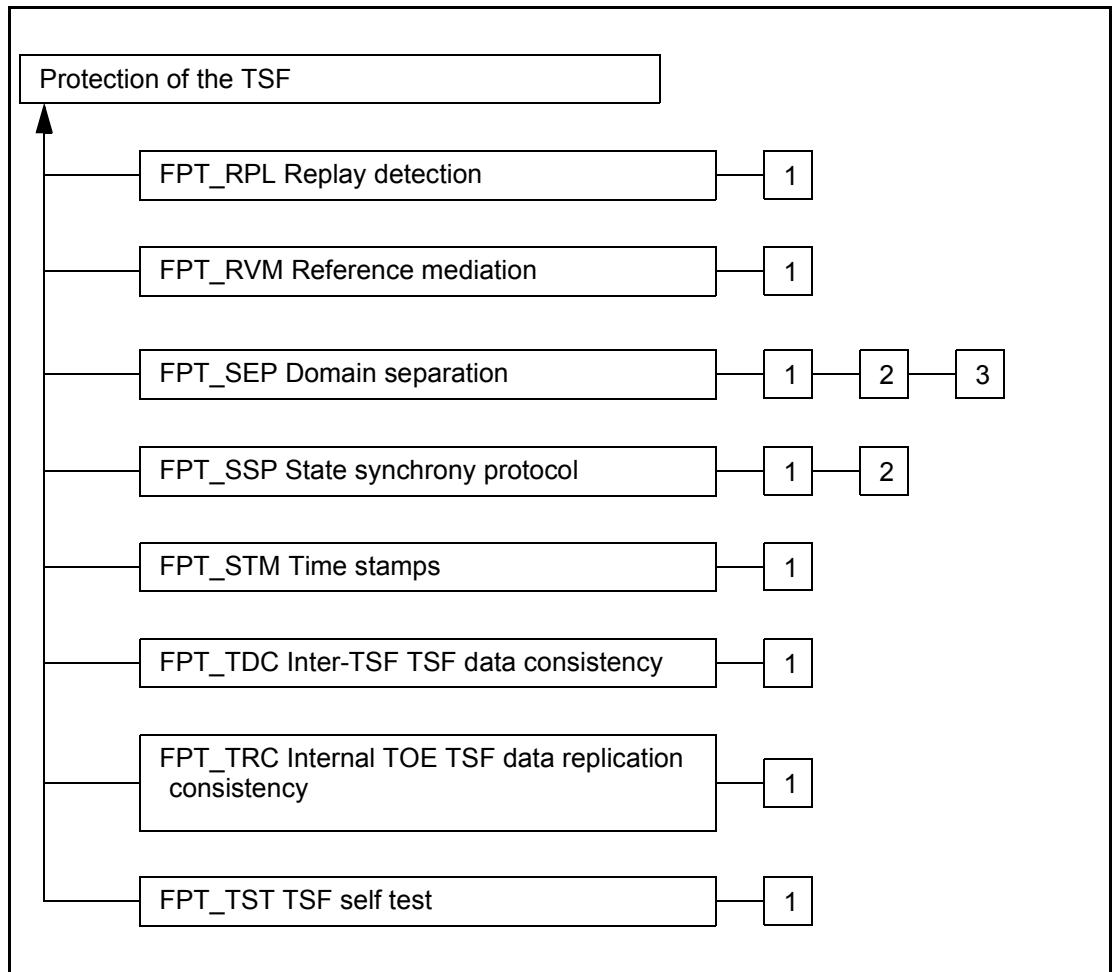 Protection of the TSF
FPT_RPL Replay detection 1
FPT_RVM Reference mediation 1
FPT_SEP Domain separation 1 2 3
FPT_SSP State synchrony protocol 1 2
FPT_STM Time stamps 1
FPT_TDC Inter-TSF TSF data consistency 1
FPT_TRC Internal TOE TSF data replication
consistency 1
FPT_TST TSF self test 1